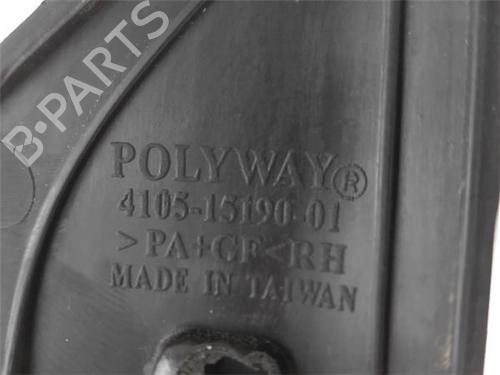 B-PARTS
POLYWAY®
4105-15190-01
>PA+GF<RH
MADE IN TAIWAN